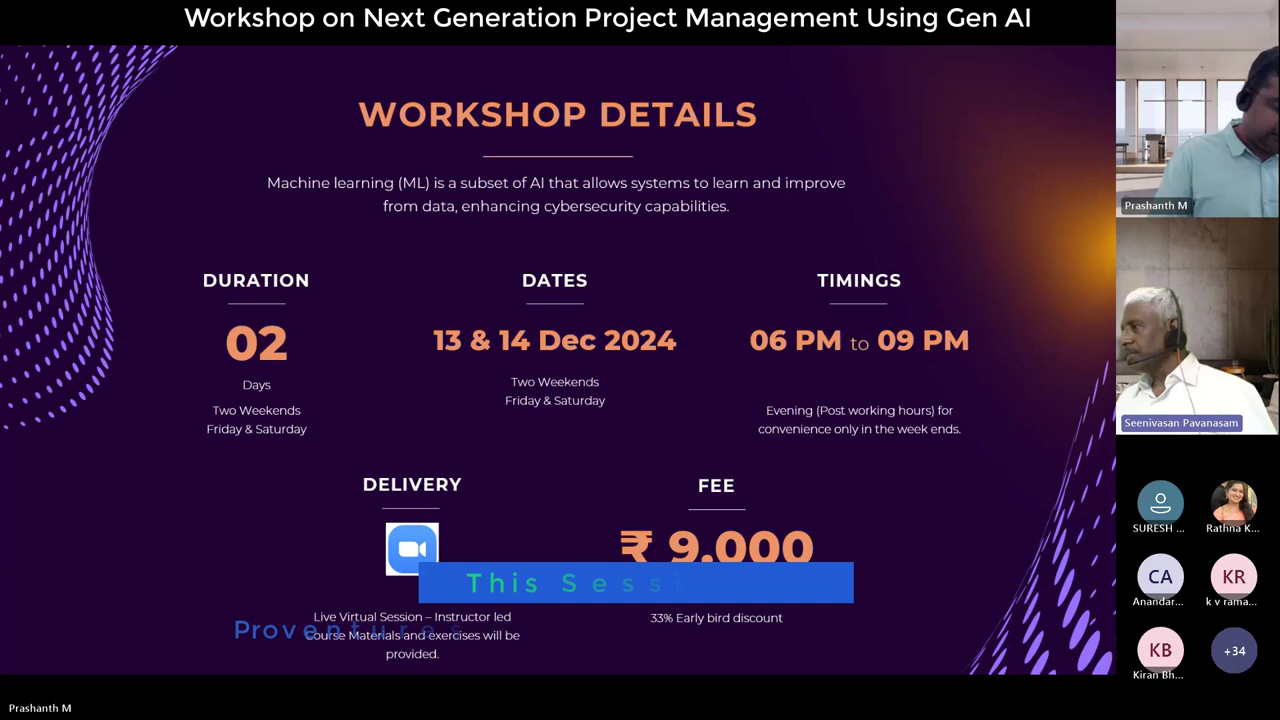 Workshop on Next Generation Project Management Using Gen AI
WORKSHOP DETAILS
Machine learning (ML) is a subset of AI that allows systems to learn and improve
from data, enhancing cybersecurity capabilities.
DURATION
02
Days
Two Weekends
Friday & Saturday
DATES
13 & 14 Dec 2024
Two Weekends
Friday & Saturday
TIMINGS
06 PM to 09 PM
Evening (Post working hours) for
convenience only in the week ends.
DELIVERY
Live Virtual Session – Instructor led
Course Materials and exercises will be
provided.
FEE
₹ 9,000
33% Early bird discount
This Sessi
Proventures
Prashanth M
Seenivasan Pavanasam
SURESH ...
Rathna K...
CA
Anandar...
KR
k v rama...
KB
Kiran Bh...
+34
Prashanth M